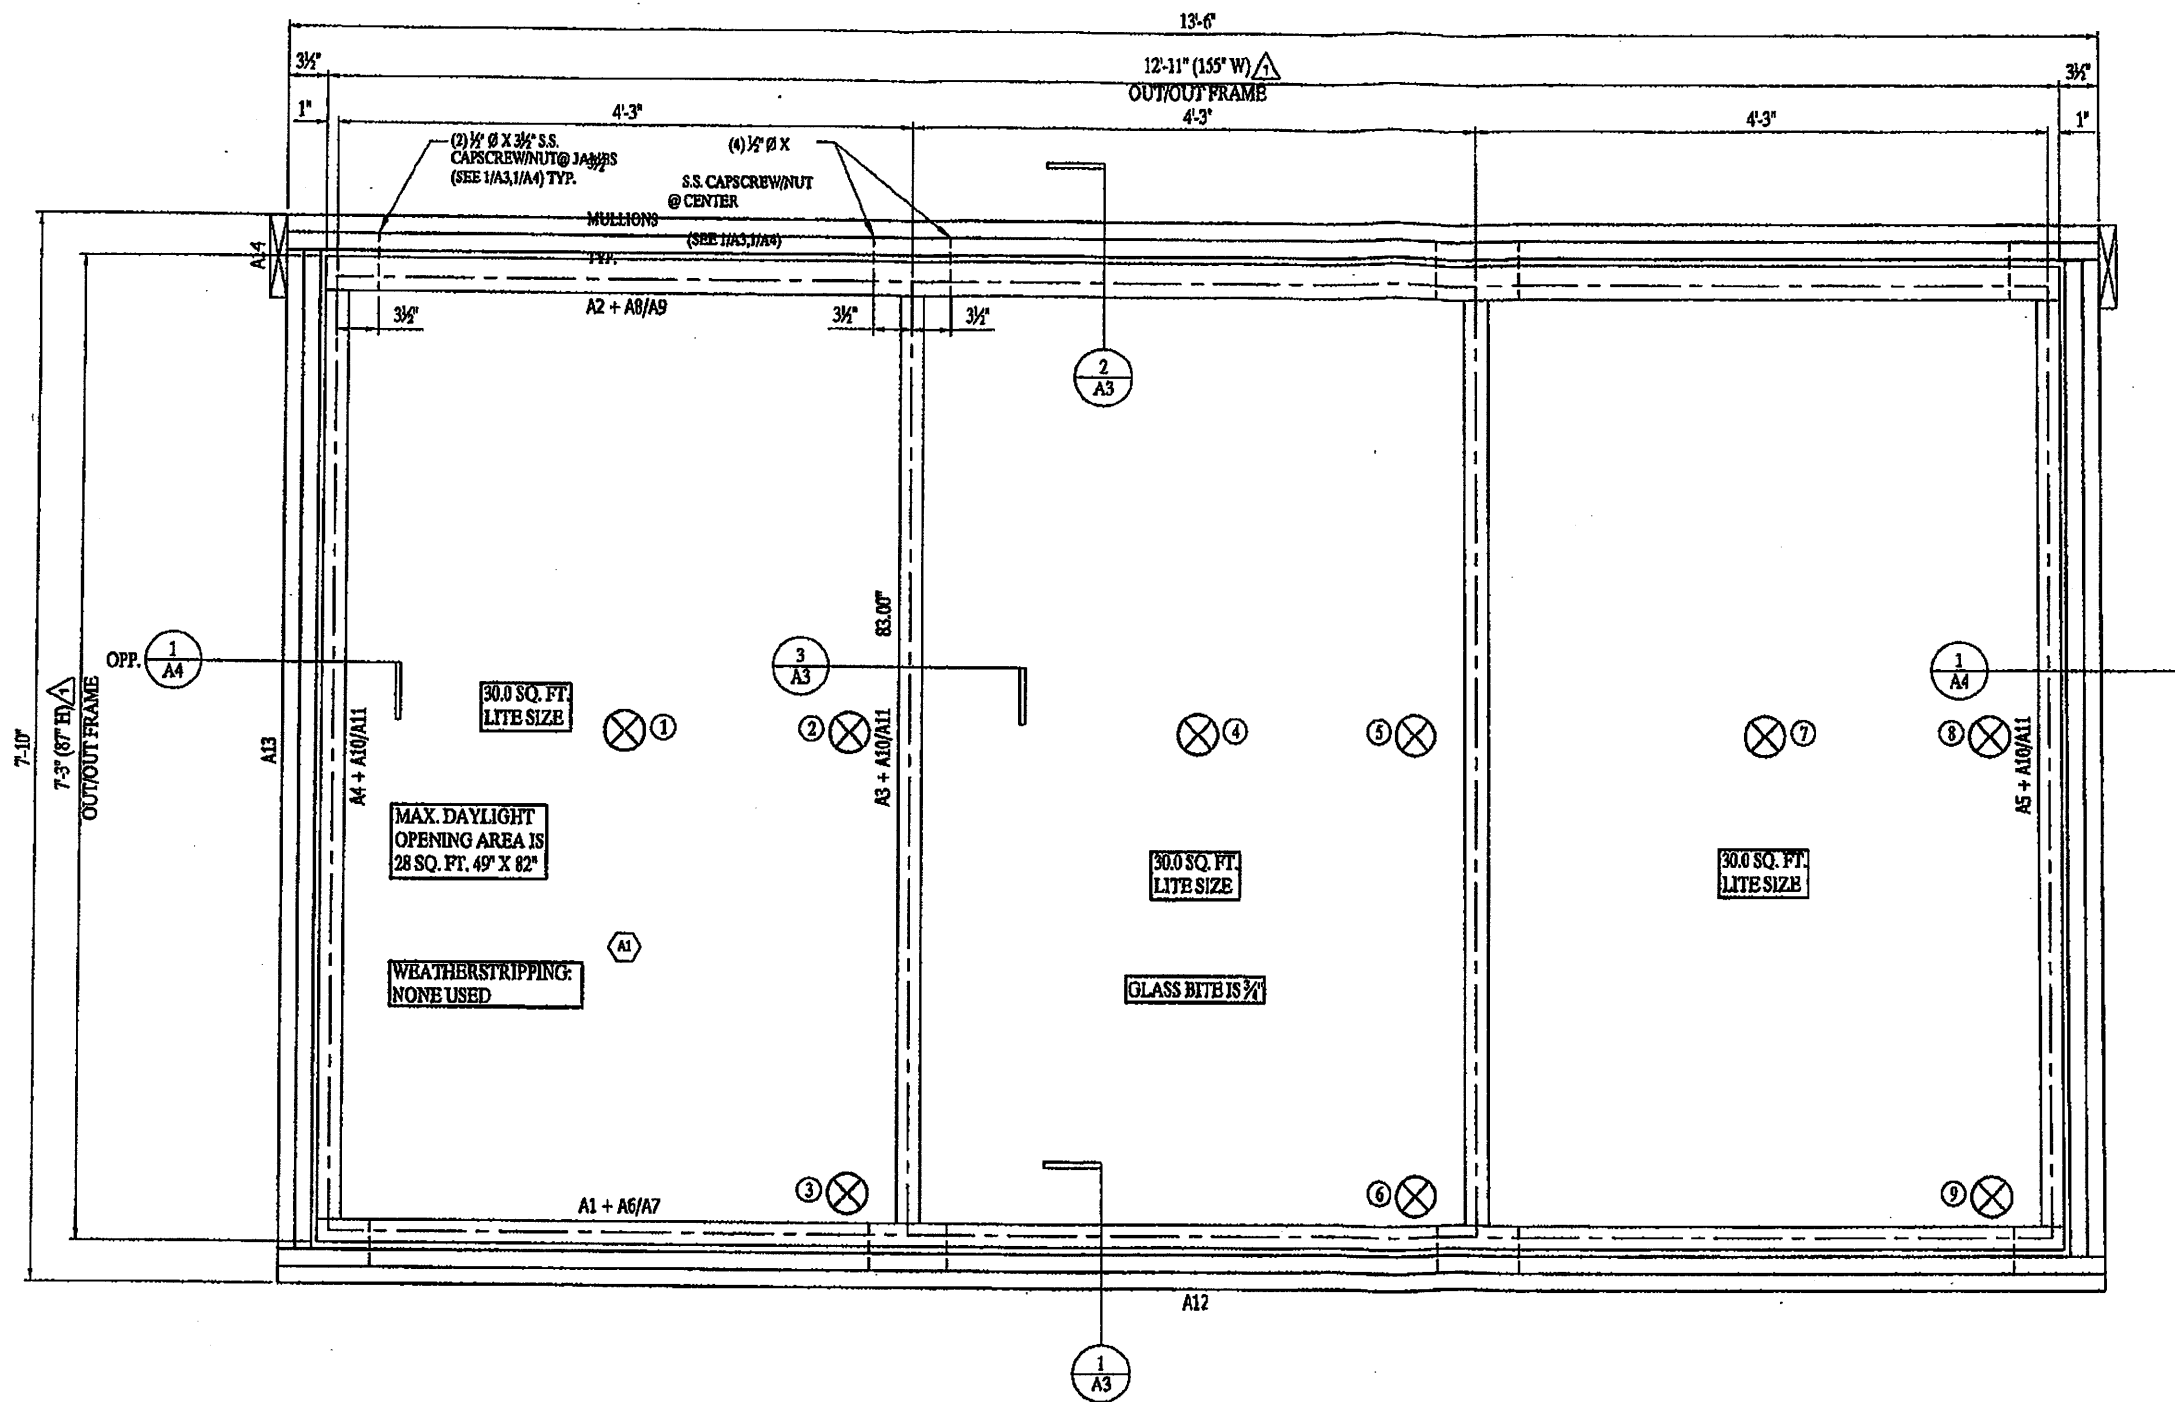 13'-6"
3½"
12'-11" (155" W) 1
3½"
OUT/OUT FRAME
1"
4'-3"
4'-3"
4'-3"
1"
(2) ½" Ø X 3½" S.S.
CAPSCREW/NUT@ JAMBS
(SEE 1/A3,1/A4) TYP.
(4) ½" Ø X
3½"
S.S. CAPSCREW/NUT
@ CENTER
MULLIONS
(SEE 1/A3,1/A4)
TYP.
A14
A2 + A8/A9
3½"
3½"
3½"
2
A3
83.00"
OPP.
1
A4
3
A3
1
A4
7'-10"
7'-3" (87" H) 1
OUT/OUT FRAME
A13
A4 + A10/A11
30.0 SQ. FT.
LITE SIZE
1
2
A3 + A10/A11
4
5
7
8
A5 + A10/A11
MAX. DAYLIGHT
OPENING AREA IS
28 SQ. FT. 49" X 82"
30.0 SQ. FT.
LITE SIZE
30.0 SQ. FT.
LITE SIZE
A1
WEATHERSTRIPPING:
NONE USED
GLASS BITE IS ¾"
3
6
9
A1 + A6/A7
A12
1
A3